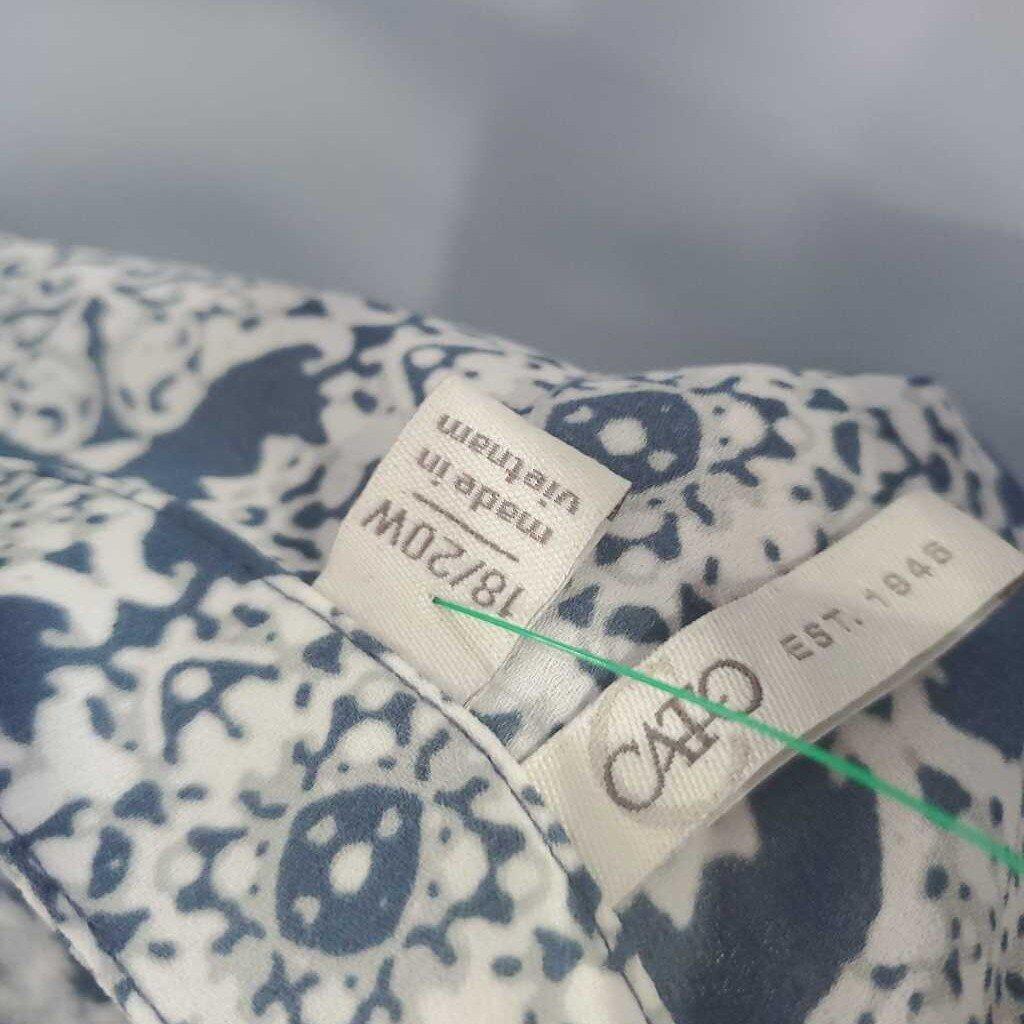 18/20W
made in
vietnam
CATO
EST. 1946